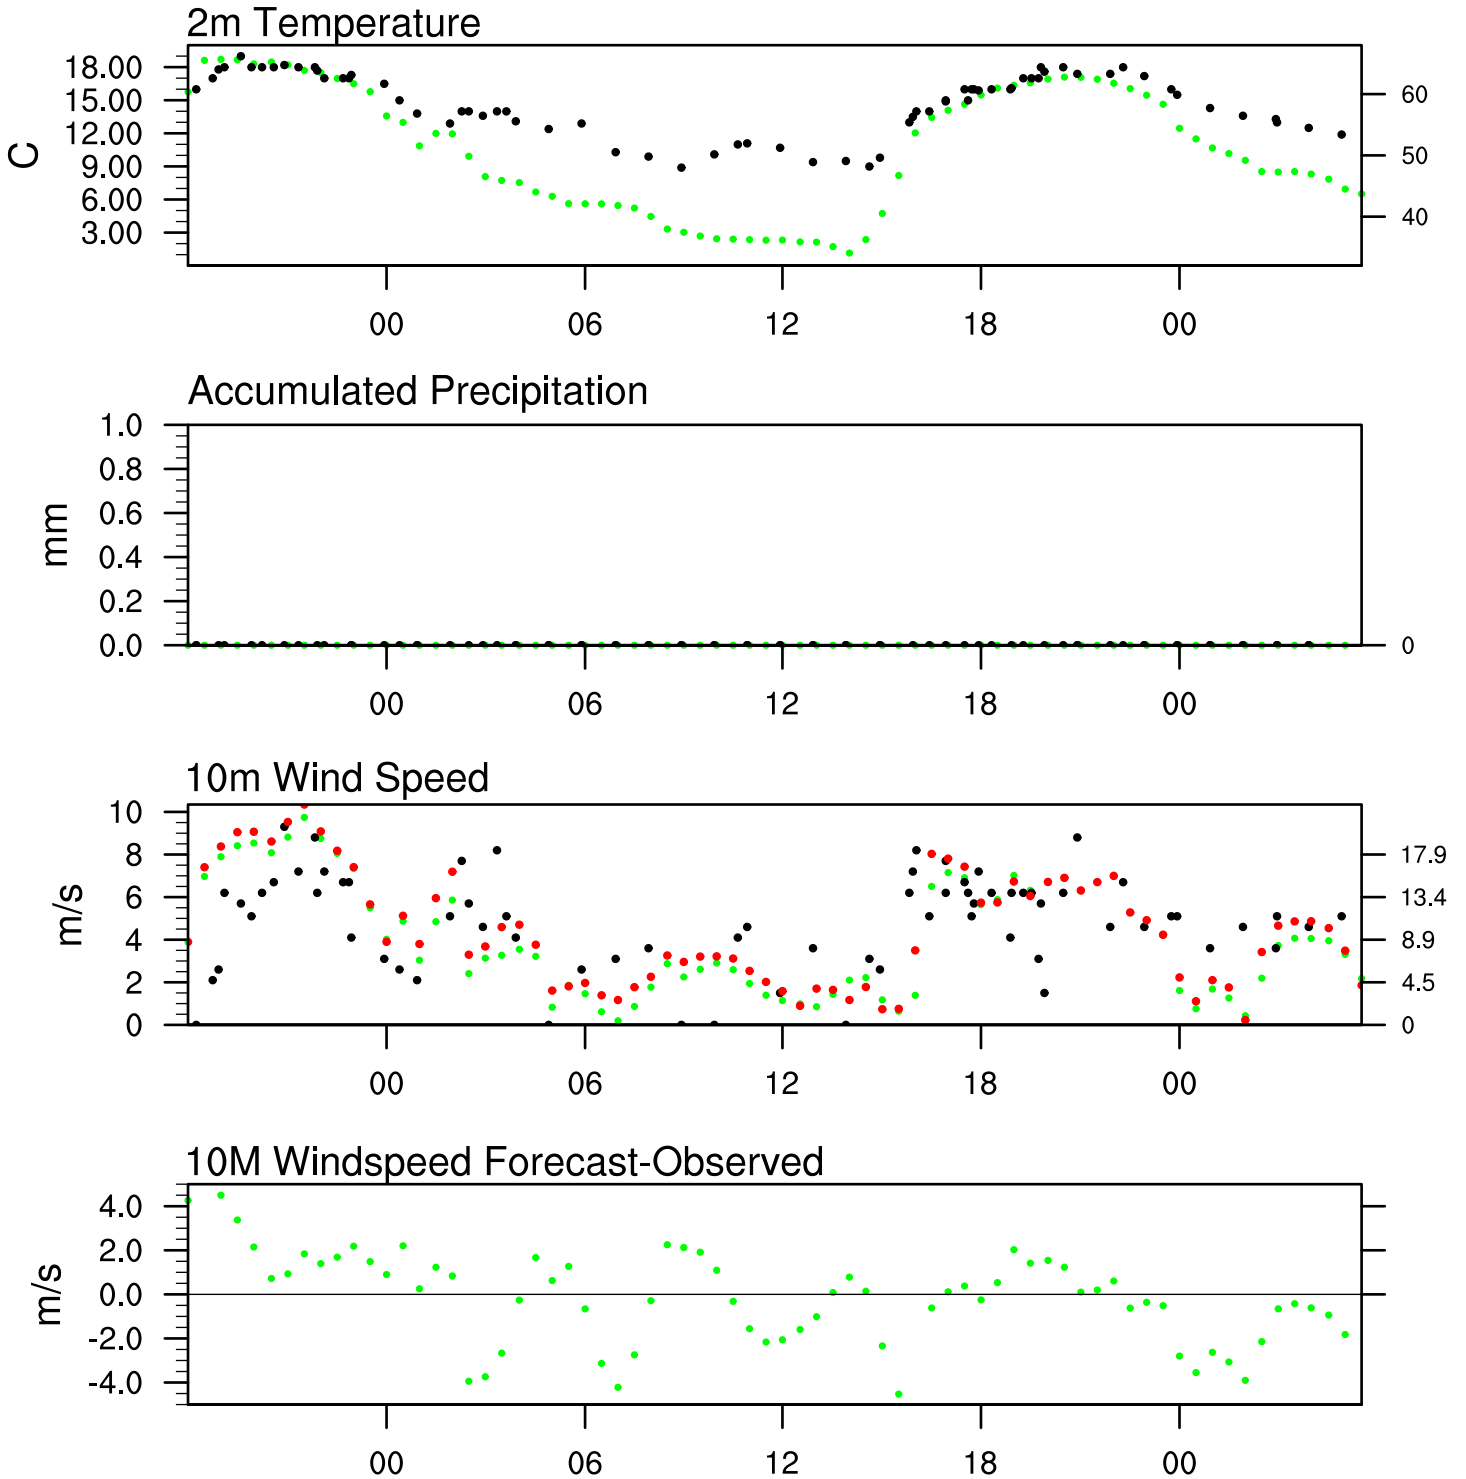 2m Temperature
18.00
15.00
12.00
9.00
6.00
3.00
C
60
50
40
00 06 12 18 00
Accumulated Precipitation
1.0
0.8
0.6
0.4
0.2
0.0
mm
0
00 06 12 18 00
10m Wind Speed
10
8
6
4
2
0
m/s
17.9
13.4
8.9
4.5
0
00 06 12 18 00
10M Windspeed Forecast-Observed
4.0
2.0
0.0
-2.0
-4.0
m/s
00 06 12 18 00